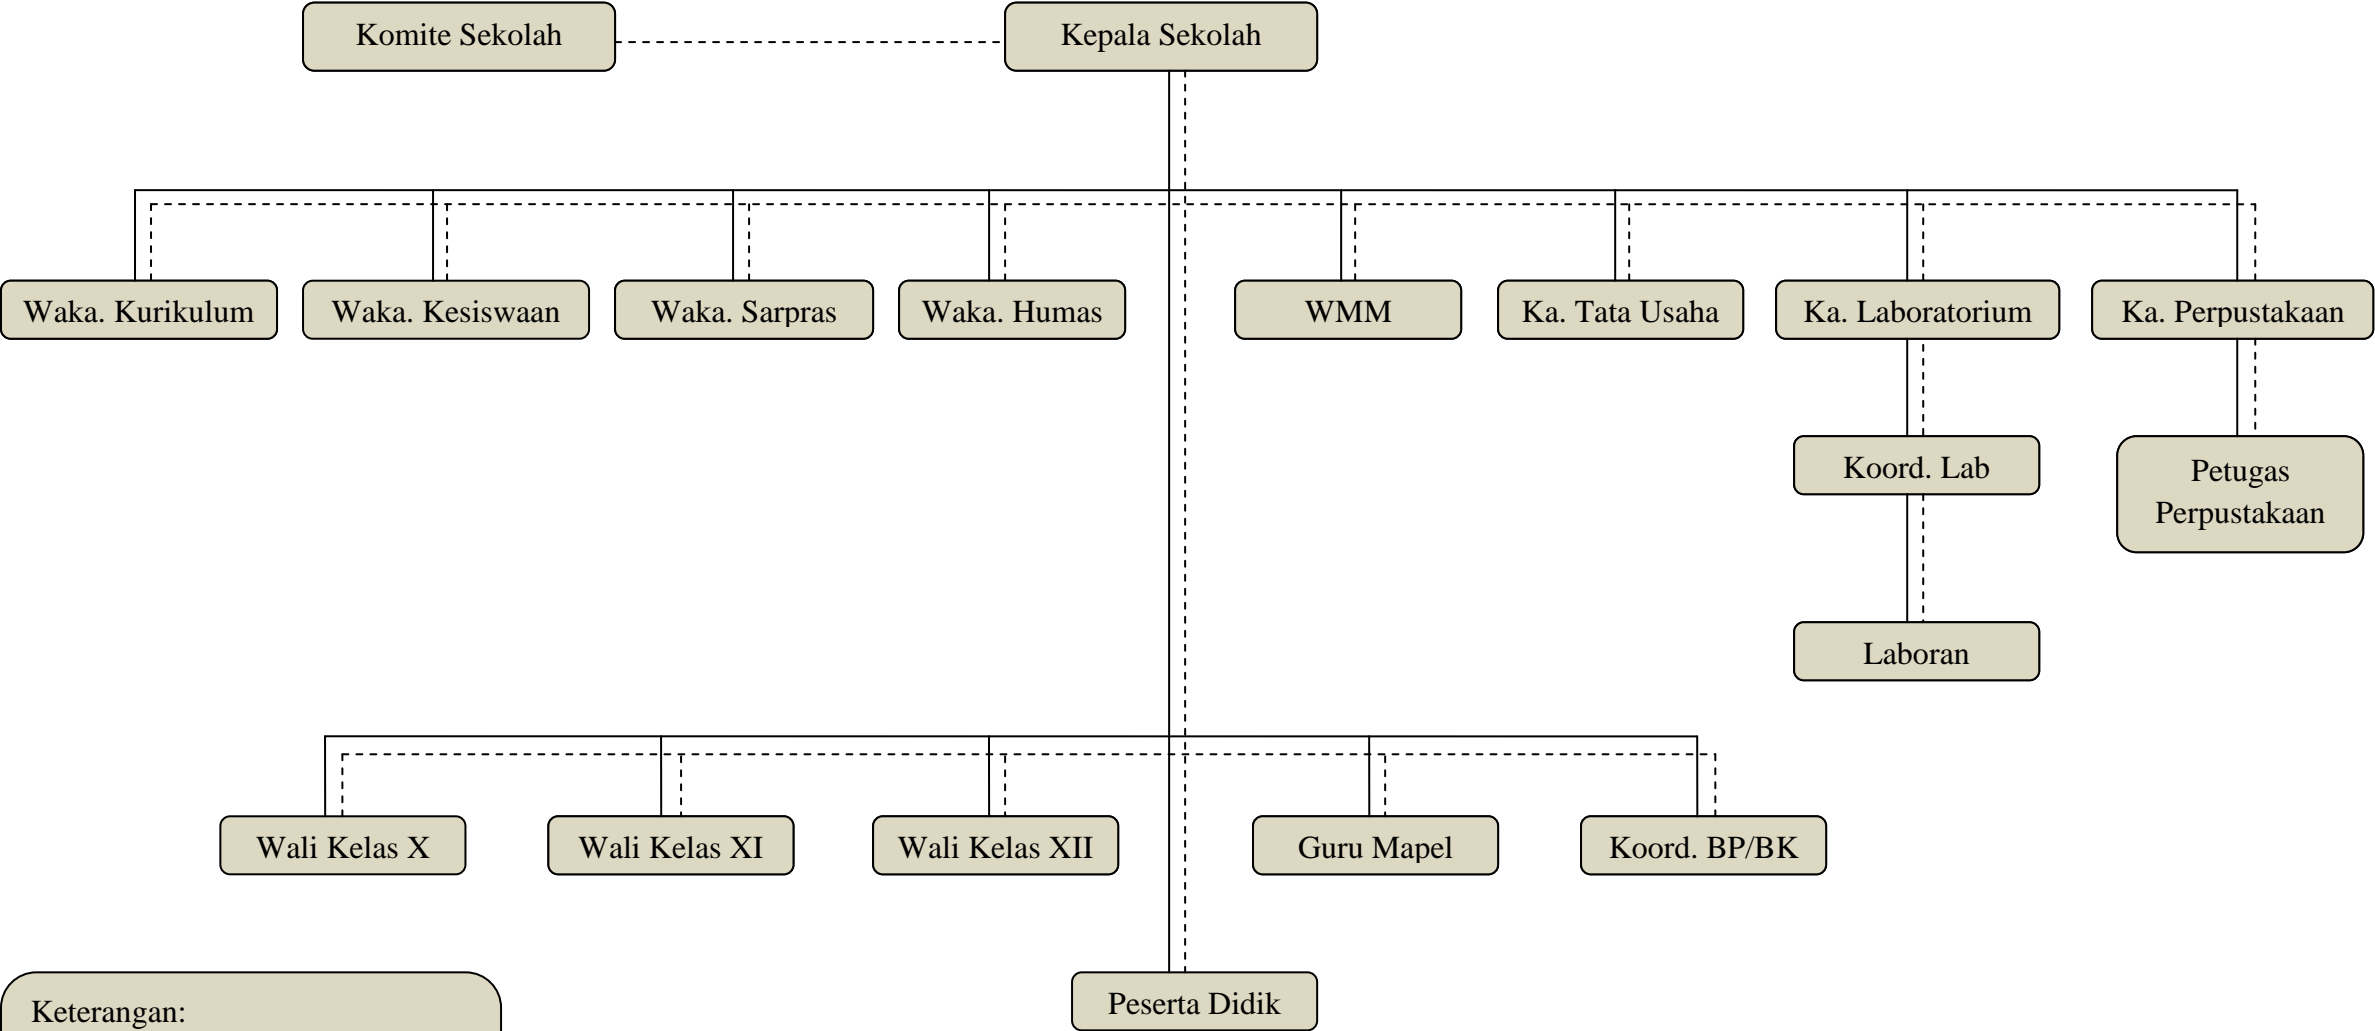 Komite Sekolah
Kepala Sekolah
Waka. Kurikulum
Waka. Kesiswaan
Waka. Sarpras
Waka. Humas
WMM
Ka. Tata Usaha
Ka. Laboratorium
Ka. Perpustakaan
Koord. Lab
Petugas
Perpustakaan
Laboran
Wali Kelas X
Wali Kelas XI
Wali Kelas XII
Guru Mapel
Koord. BP/BK
Peserta Didik
Keterangan: